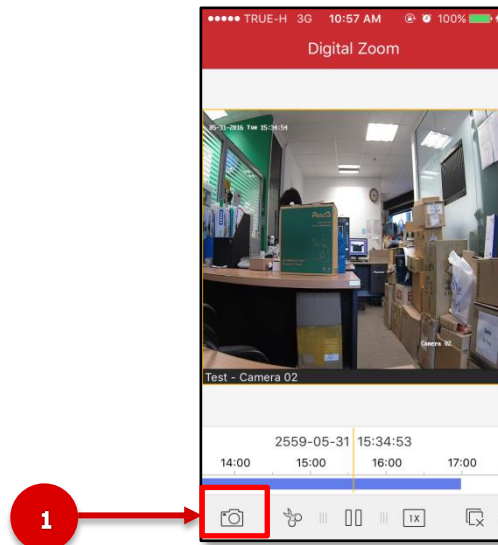 TRUE-H 3G 10:57 AM 100%
Digital Zoom
05-31-2016 Tue 15:34:54
Camera 02
Test - Camera 02
2559-05-31 15:34:53
14:00 15:00 16:00 17:00
1
1X